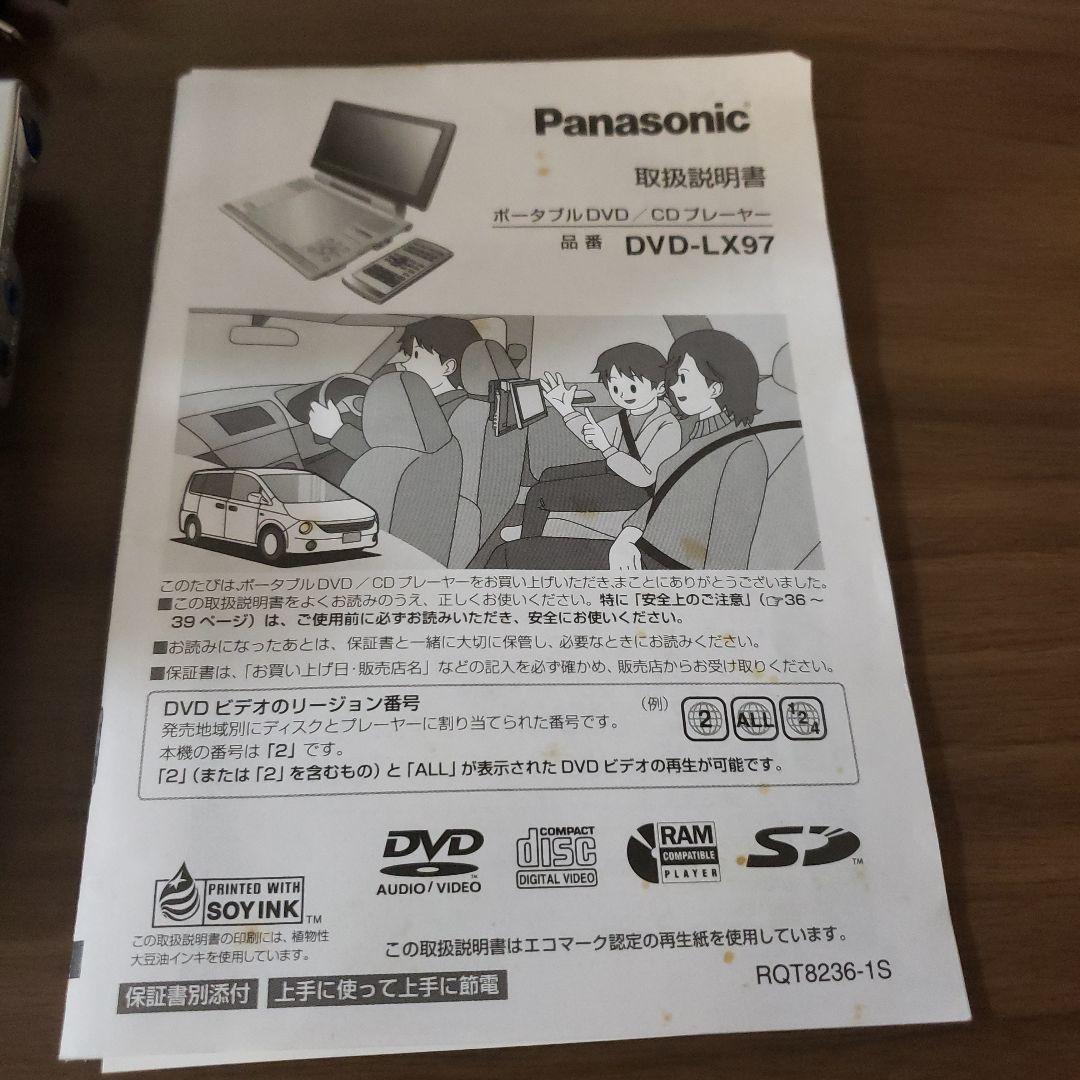 Panasonic
取扱説明書
ポータブルDVD／CDプレーヤー
品番 DVD-LX97
このたびは、ポータブルDVD／CDプレーヤーをお買い上げいただき、まことにありがとうございました。
■この取扱説明書をよくお読みのうえ、正しくお使いください。特に「安全上のご注意」（☞36～
39ページ）は、ご使用前に必ずお読みいただき、安全にお使いください。
■お読みになったあとは、保証書と一緒に大切に保管し、必要なときにお読みください。
■保証書は、「お買い上げ日・販売店名」などの記入を必ず確かめ、販売店からお受け取りください。
DVDビデオのリージョン番号
発売地域別にディスクとプレーヤーに割り当てられた番号です。
（例） 2 ALL 1 2 4
本機の番号は「2」です。
「2」（または「2」を含むもの）と「ALL」が表示されたDVDビデオの再生が可能です。
DVD
AUDIO/VIDEO TM
COMPACT
disc
DIGITAL VIDEO
RAM
COMPATIBLE
PLAYER
SD TM
PRINTED WITH
SOY INK TM
この取扱説明書の印刷には、植物性
大豆油インキを使用しています。
この取扱説明書はエコマーク認定の再生紙を使用しています。
保証書別添付 上手に使って上手に節電
RQT8236-1S